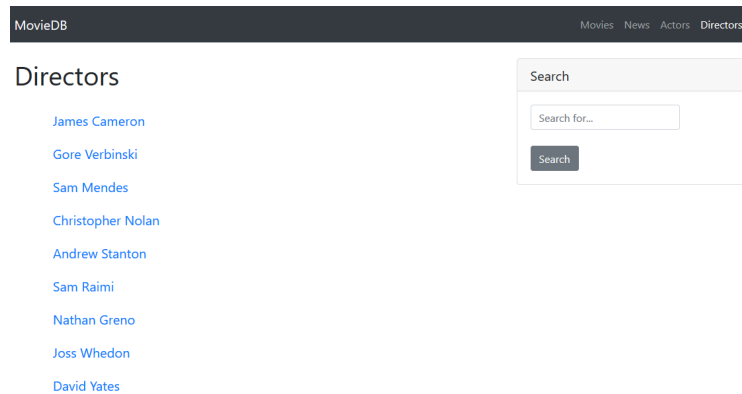 MovieDB
Movies News Actors Directors
Directors
James Cameron
Gore Verbinski
Sam Mendes
Christopher Nolan
Andrew Stanton
Sam Raimi
Nathan Greno
Joss Whedon
David Yates
Search
Search for...
Search